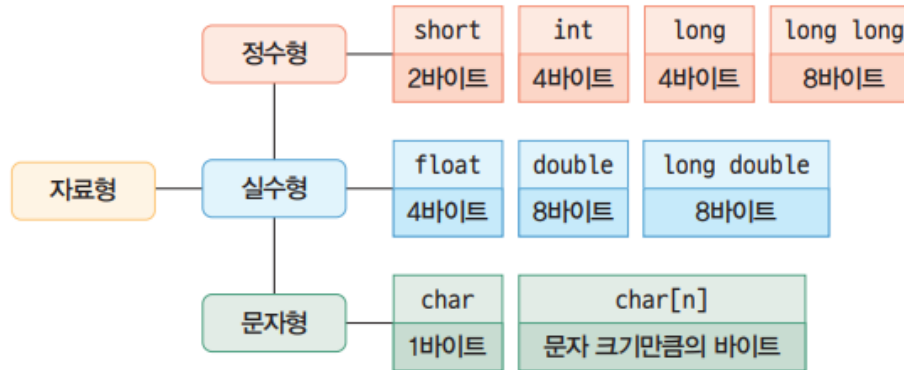 정수형
short int long long long
2바이트 4바이트 4바이트 8바이트
자료형
실수형
float double long double
4바이트 8바이트 8바이트
문자형
char char[n]
1바이트 문자 크기만큼의 바이트